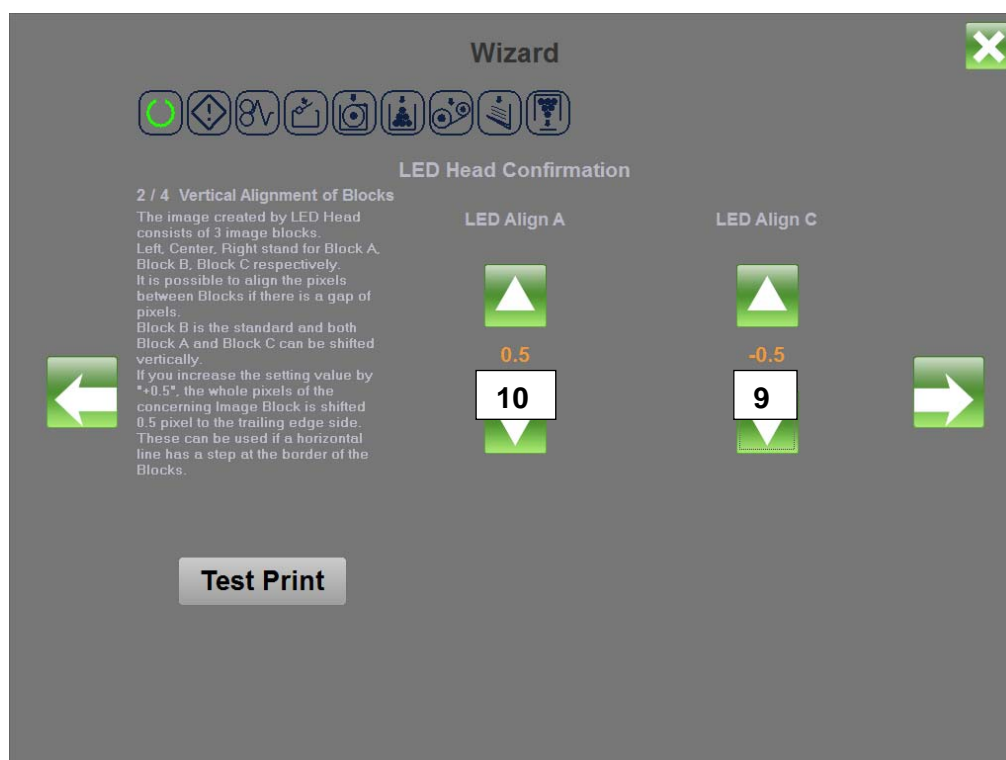 Wizard
LED Head Confirmation
2 / 4 Vertical Alignment of Blocks
The image created by LED Head
consists of 3 image blocks.
Left, Center, Right stand for Block A,
Block B, Block C respectively.
It is possible to align the pixels
between Blocks if there is a gap of
pixels.
Block B is the standard and both
Block A and Block C can be shifted
vertically.
If you increase the setting value by
"+0.5", the whole pixels of the
concerning Image Block is shifted
0.5 pixel to the trailing edge side.
These can be used if a horizontal
line has a step at the border of the
Blocks.
LED Align A
0.5
10
LED Align C
-0.5
9
Test Print